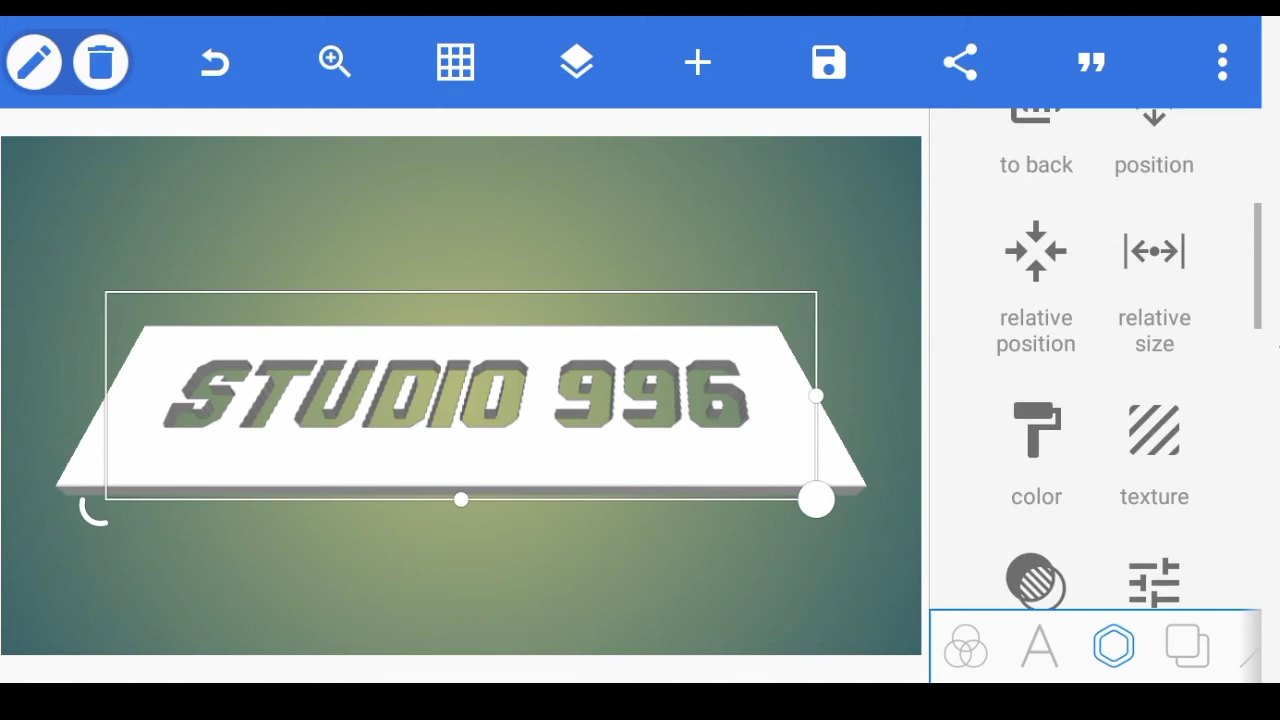 to back
position
STUDIO 996
relative position
relative size
color
texture